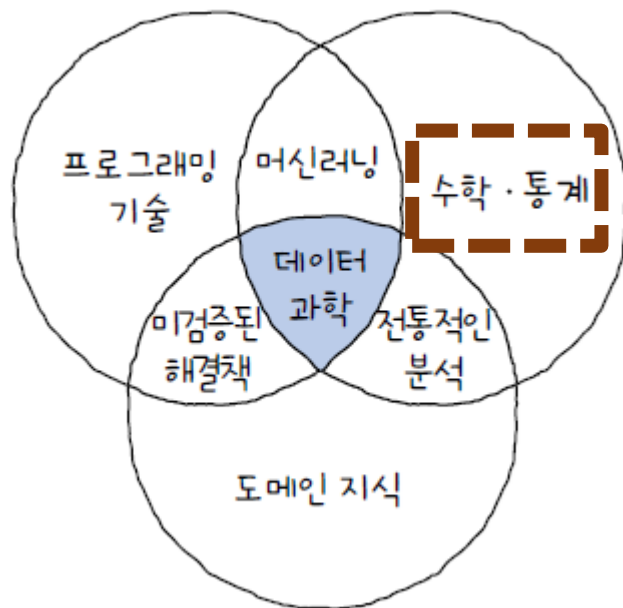 프로그래밍
기술
머신러닝
수학·통계
데이터
과학
미검증된
해결책
전통적인
분석
도메인 지식